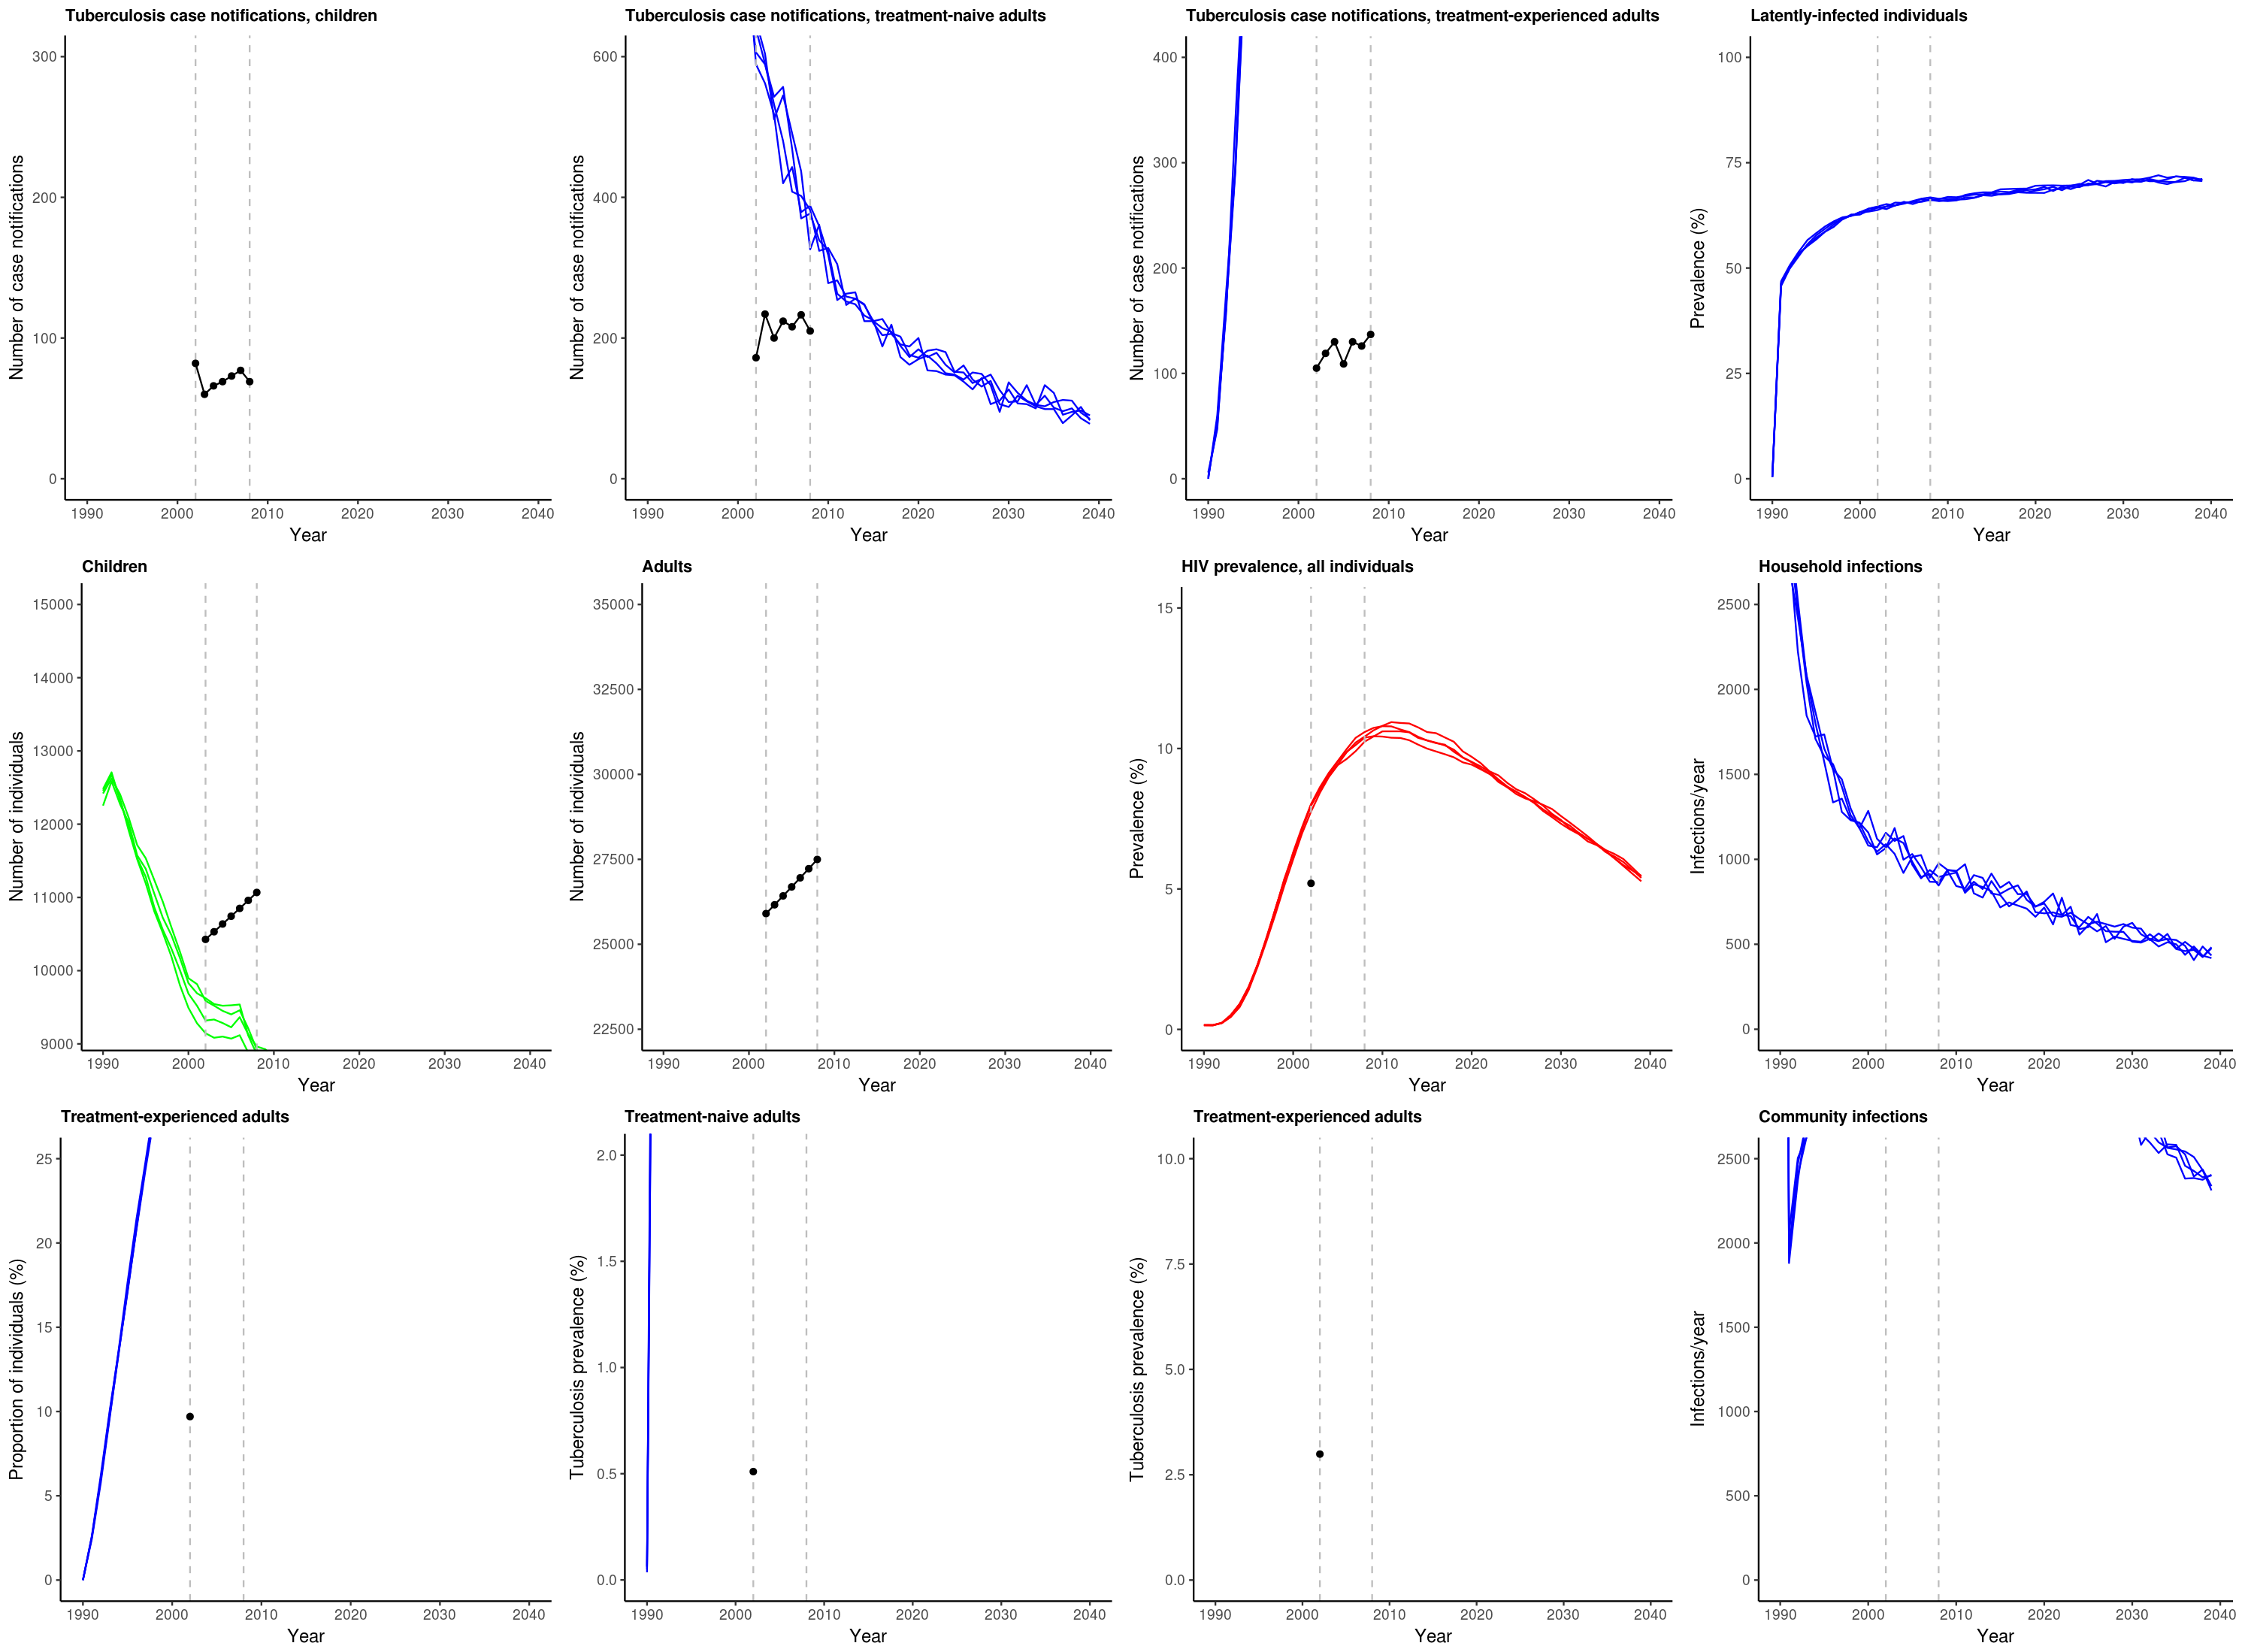 Tuberculosis case notifications, children
Number of case notifications
300
200
100
0
1990 2000 2010 2020 2030 2040
Year
Tuberculosis case notifications, treatment-naive adults
Number of case notifications
600
400
200
0
1990 2000 2010 2020 2030 2040
Year
Tuberculosis case notifications, treatment-experienced adults
Number of case notifications
400
300
200
100
0
1990 2000 2010 2020 2030 2040
Year
Latently-infected individuals
Prevalence (%)
100
75
50
25
0
1990 2000 2010 2020 2030 2040
Year
Children
Number of individuals
15000
14000
13000
12000
11000
10000
9000
1990 2000 2010 2020 2030 2040
Year
Adults
Number of individuals
35000
32500
30000
27500
25000
22500
1990 2000 2010 2020 2030 2040
Year
HIV prevalence, all individuals
Prevalence (%)
15
10
5
0
1990 2000 2010 2020 2030 2040
Year
Household infections
Infections/year
2500
2000
1500
1000
500
0
1990 2000 2010 2020 2030 2040
Year
Treatment-experienced adults
Proportion of individuals (%)
25
20
15
10
5
0
1990 2000 2010 2020 2030 2040
Year
Treatment-naive adults
Tuberculosis prevalence (%)
2.0
1.5
1.0
0.5
0.0
1990 2000 2010 2020 2030 2040
Year
Treatment-experienced adults
Tuberculosis prevalence (%)
10.0
7.5
5.0
2.5
0.0
1990 2000 2010 2020 2030 2040
Year
Community infections
Infections/year
2500
2000
1500
1000
500
0
1990 2000 2010 2020 2030 2040
Year